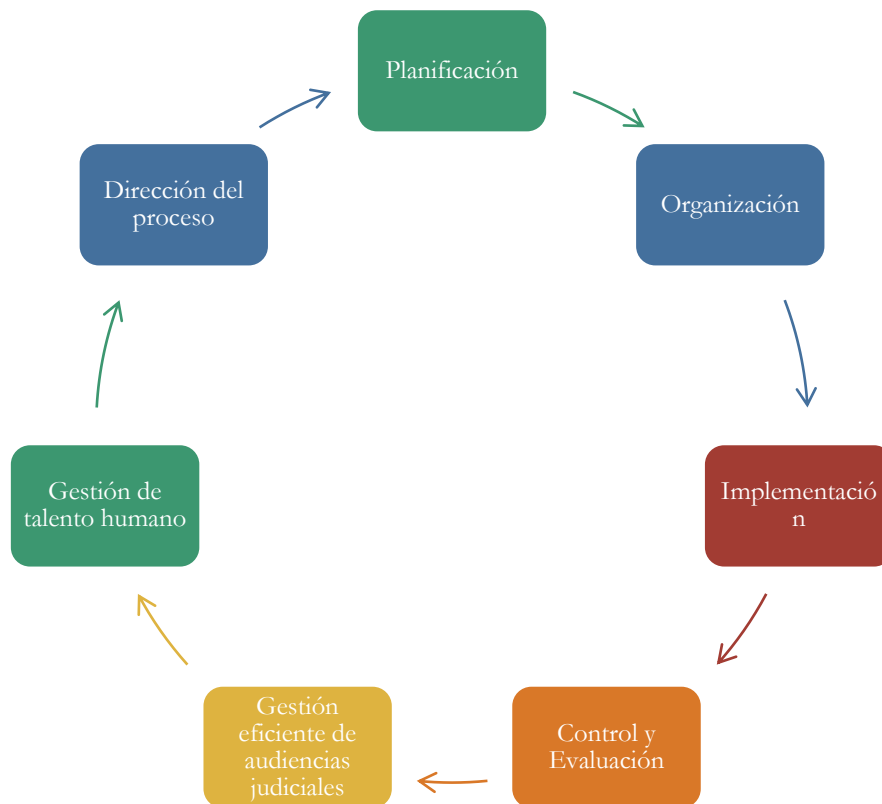 Planificación
Organización
Implementació
n
Control y
Evaluación
Gestión
eficiente de
audiencias
judiciales
Gestión de
talento humano
Dirección del
proceso